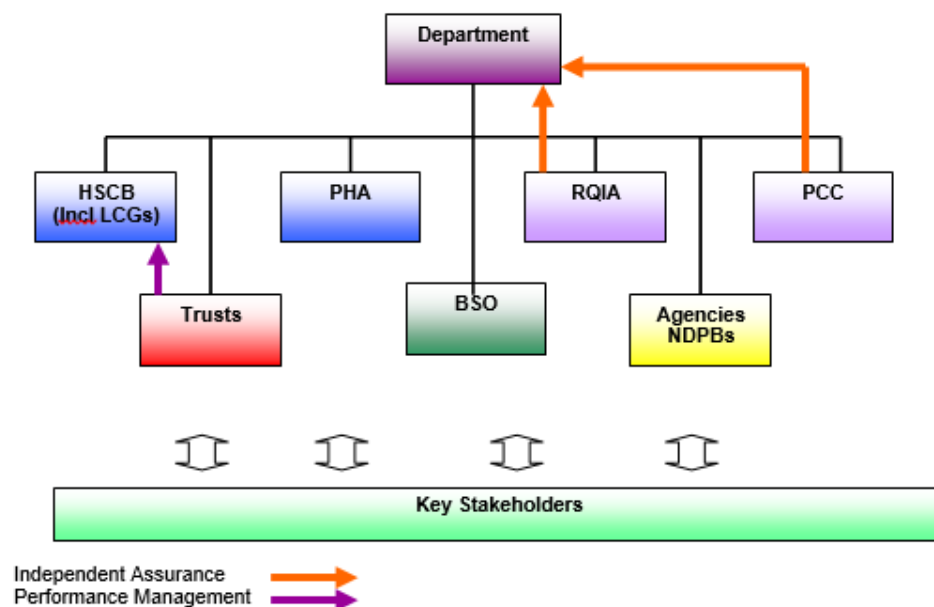 Department
HSCB
(Incl LCGs)
PHA
RQIA
PCC
Trusts
BSO
Agencies
NDPBs
Key Stakeholders
Independent Assurance
Performance Management